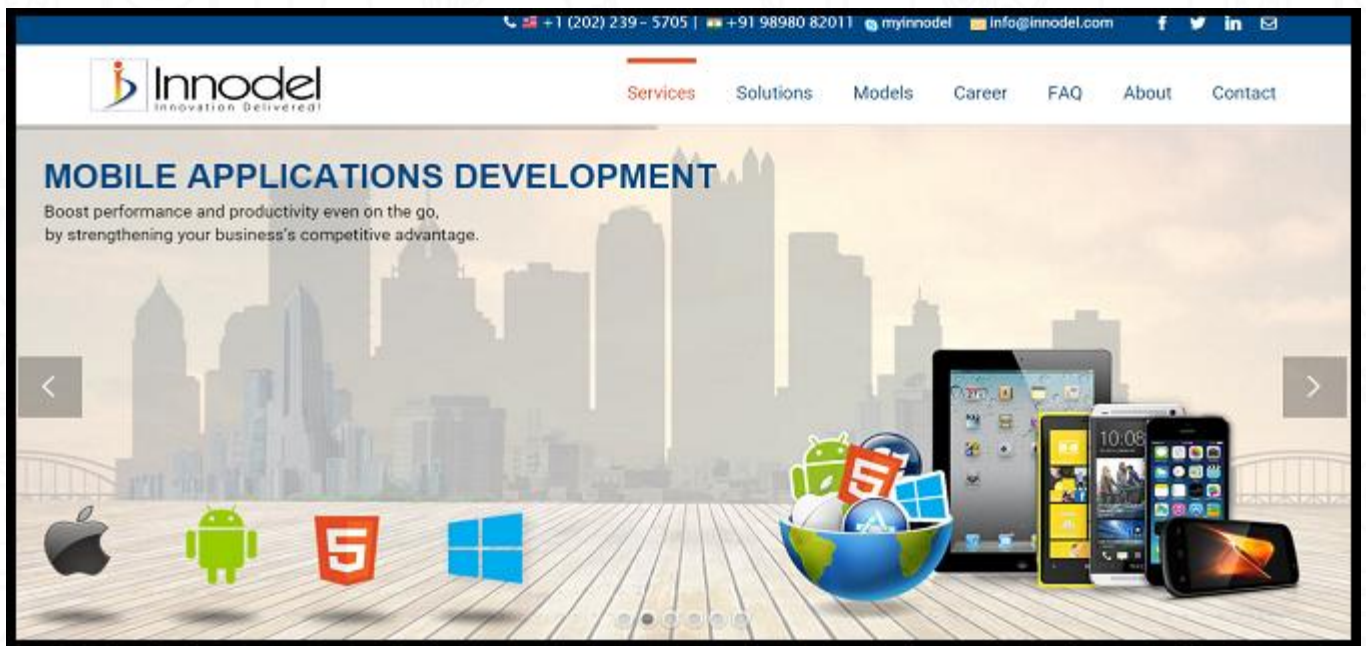 +1 (202) 239 – 5705 | +91 98980 82011 myinnodel info@innodel.com
Innodel
Innovation Delivered!
Services Solutions Models Career FAQ About Contact
MOBILE APPLICATIONS DEVELOPMENT
Boost performance and productivity even on the go,
by strengthening your business's competitive advantage.
10:08